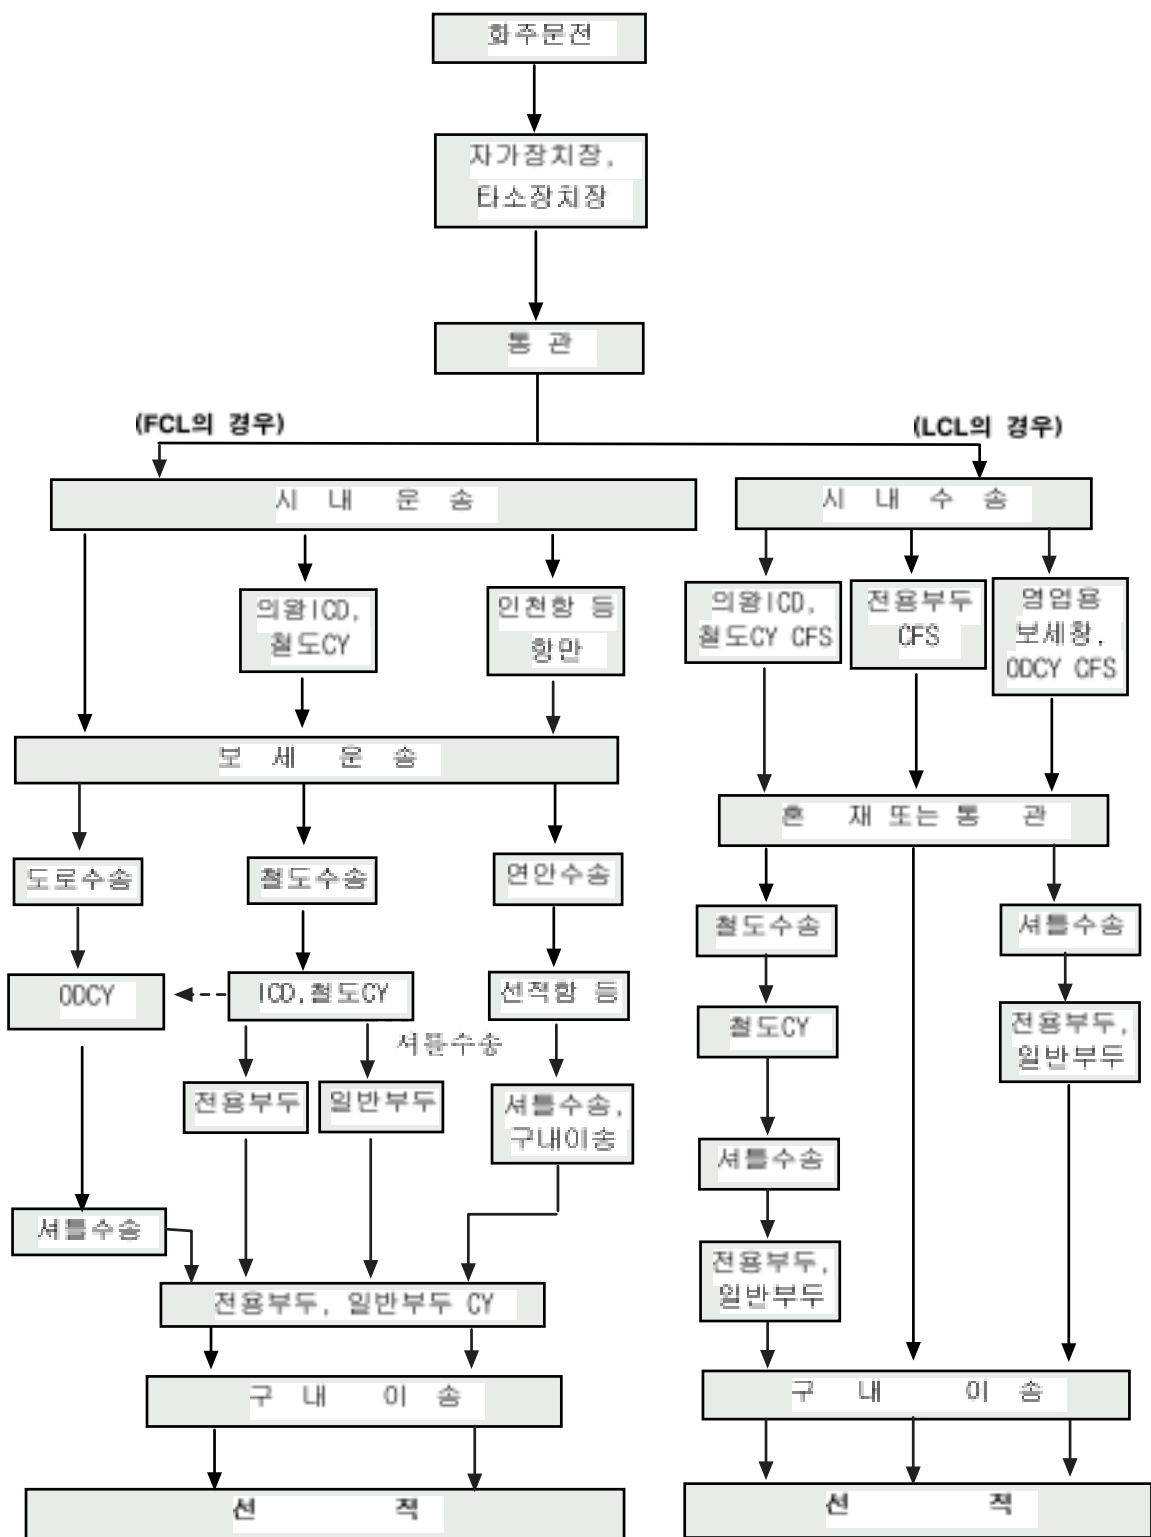 화주문전
자가장치장,
타소장치장
통 관
(FCL의 경우)
(LCL의 경우)
시 내 운 송
시 내 수 송
의왕ICD,
철도CY
인천항 등
항만
의왕ICD,
철도CY CFS
전용부두
CFS
영업용
보세창,
ODCY CFS
보 세 운 송
혼 재 또는 통 관
도로수송
철도수송
연안수송
철도수송
셔틀수송
ODCY
ICD,철도CY
선적항 등
철도CY
전용부두,
일반부두
셔틀수송
전용부두
일반부두
셔틀수송,
구내이송
셔틀수송
셔틀수송
전용부두,
일반부두
전용부두, 일반부두 CY
구 내 이 송
구 내 이 송
선 적
선 적